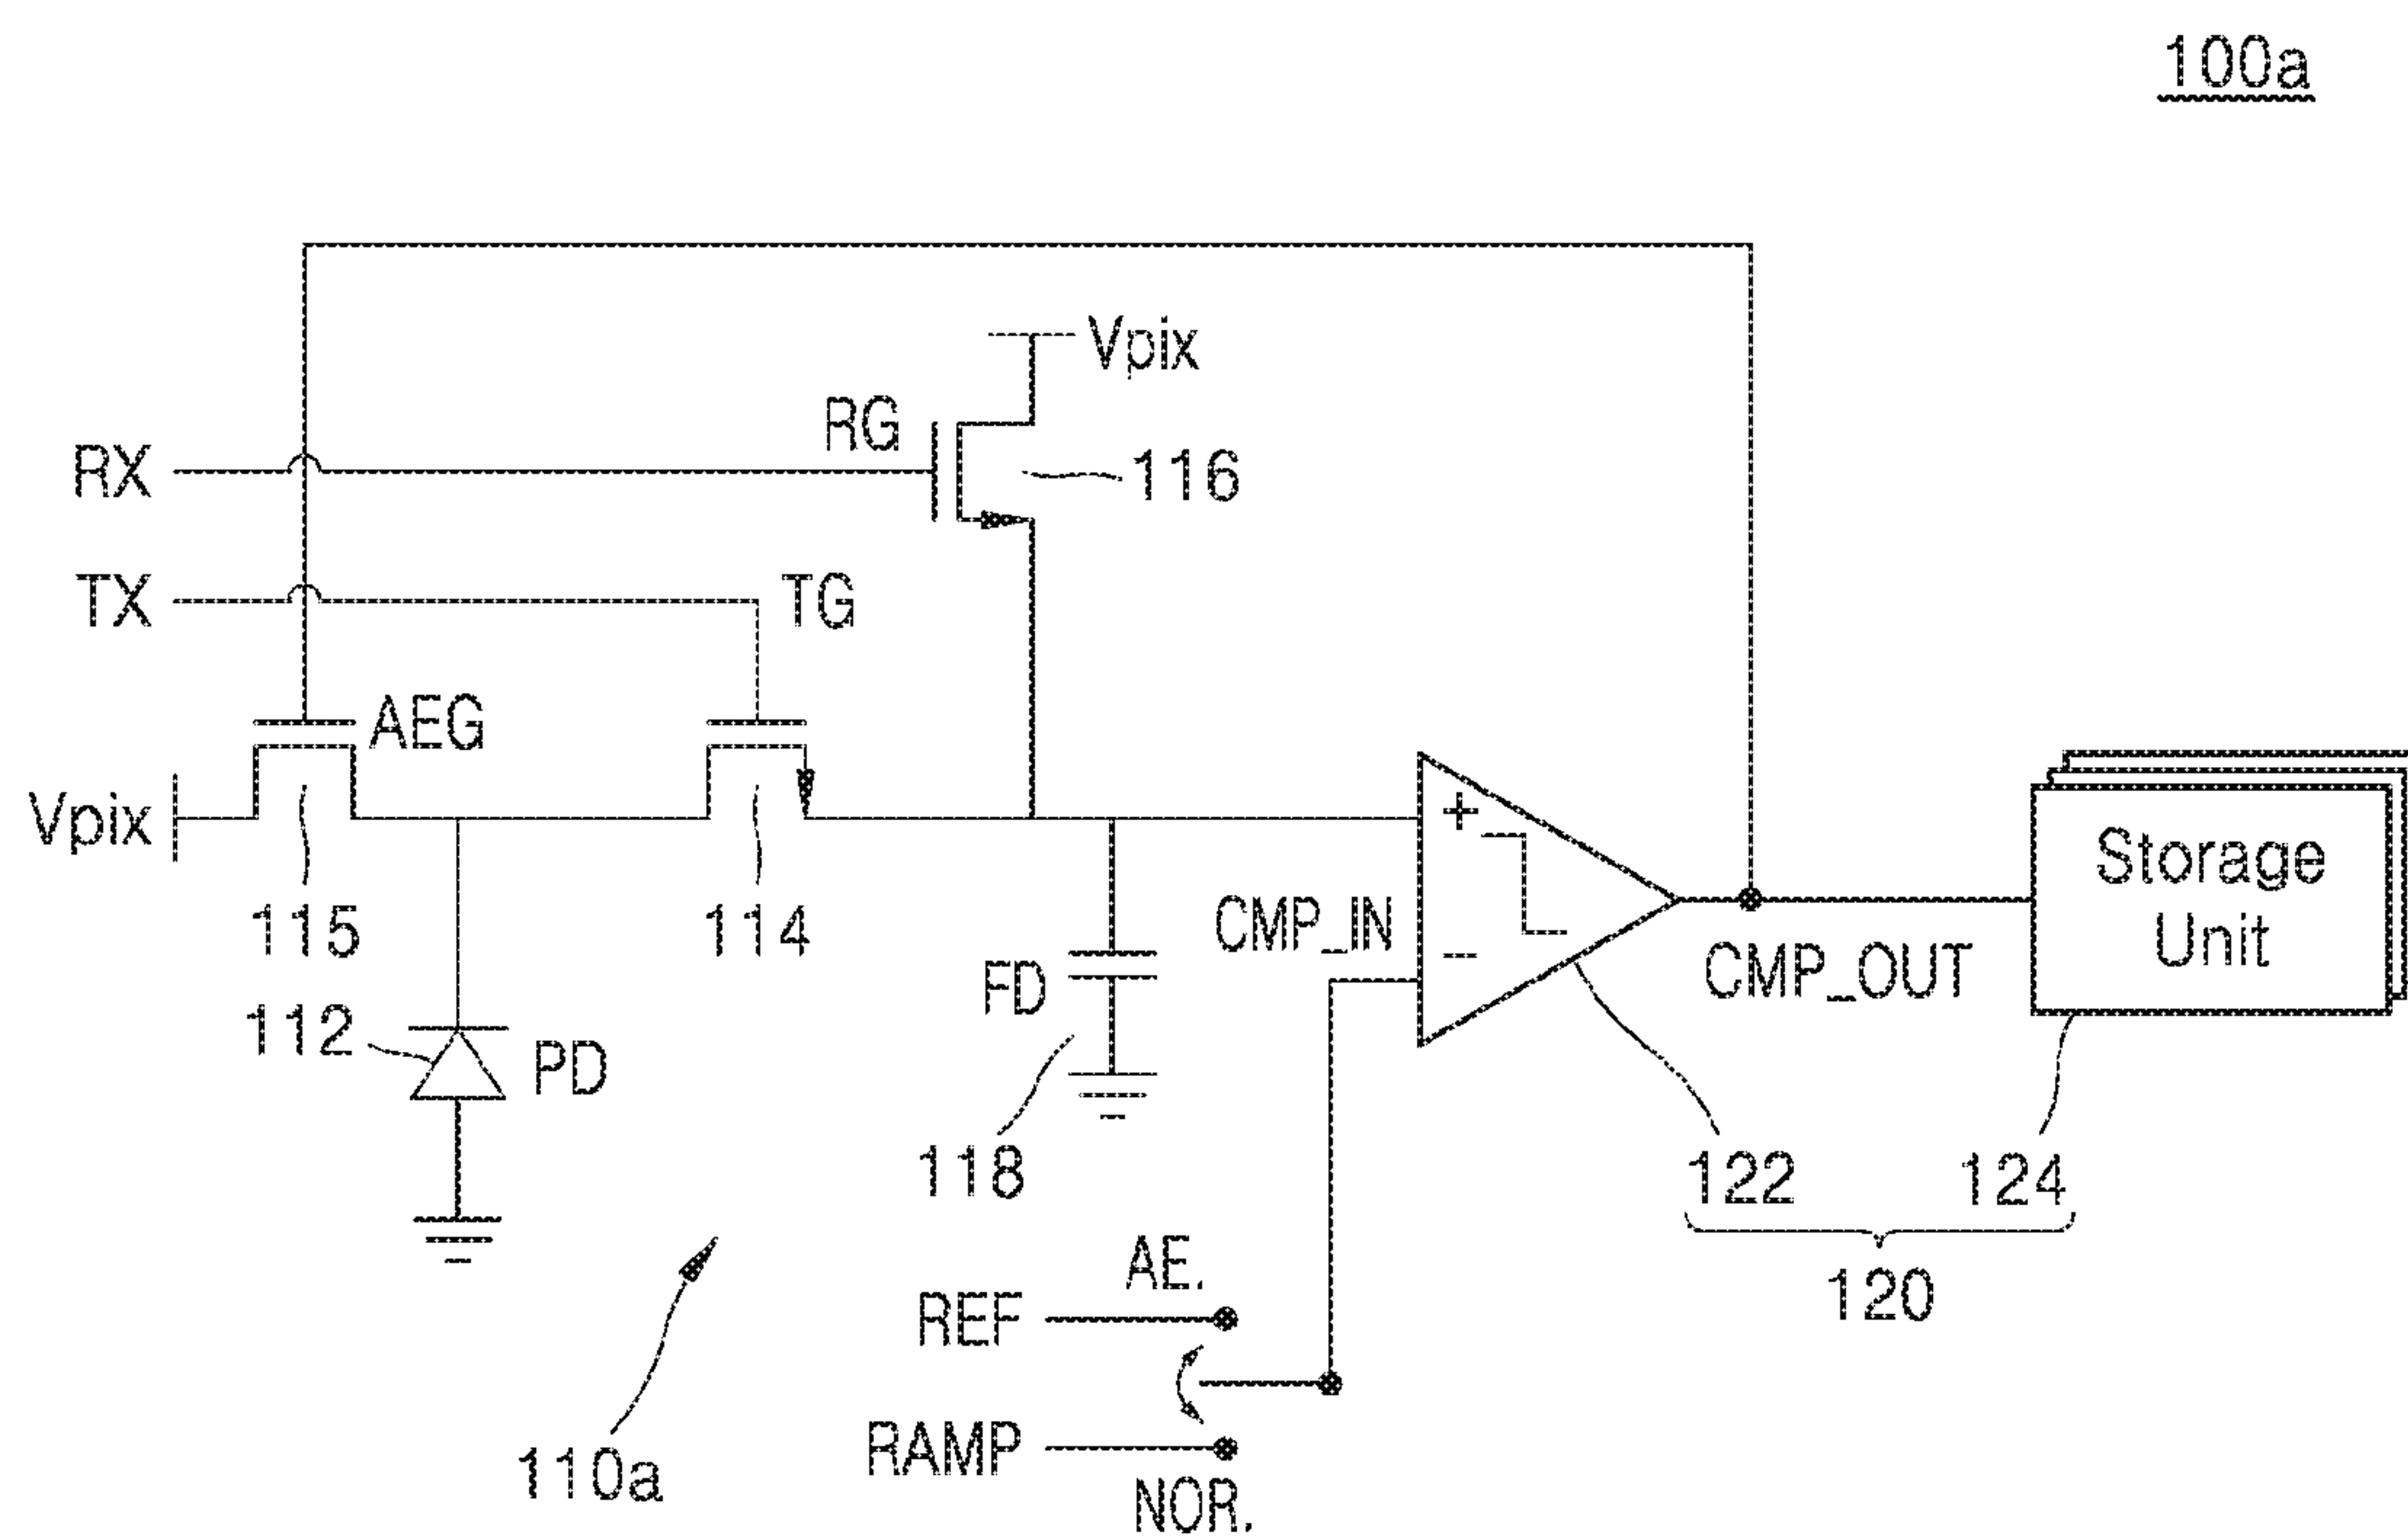 100a
Vpix
RG
RX
116
TX
TG
AEG
Vpix
+
Storage
Unit
115
114
CMP_IN
–
CMP_OUT
FD
112
PD
118
122
124
AE.
120
REF
RAMP
110a
NOR.